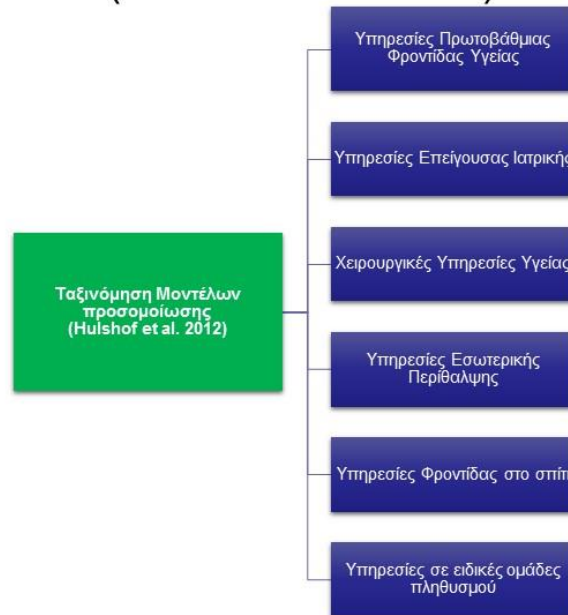 Υπηρεσίες Πρωτοβάθμιας
Φροντίδας Υγείας
Υπηρεσίες Επείγουσας Ιατρικής
Ταξινόμηση Μοντέλων
προσομοίωσης
(Hulshof et al. 2012)
Χειρουργικές Υπηρεσίες Υγείας
Υπηρεσίες Εσωτερικής
Περίθαλψης
Υπηρεσίες Φροντίδας στο σπίτι
Υπηρεσίες σε ειδικές ομάδες
πληθυσμού